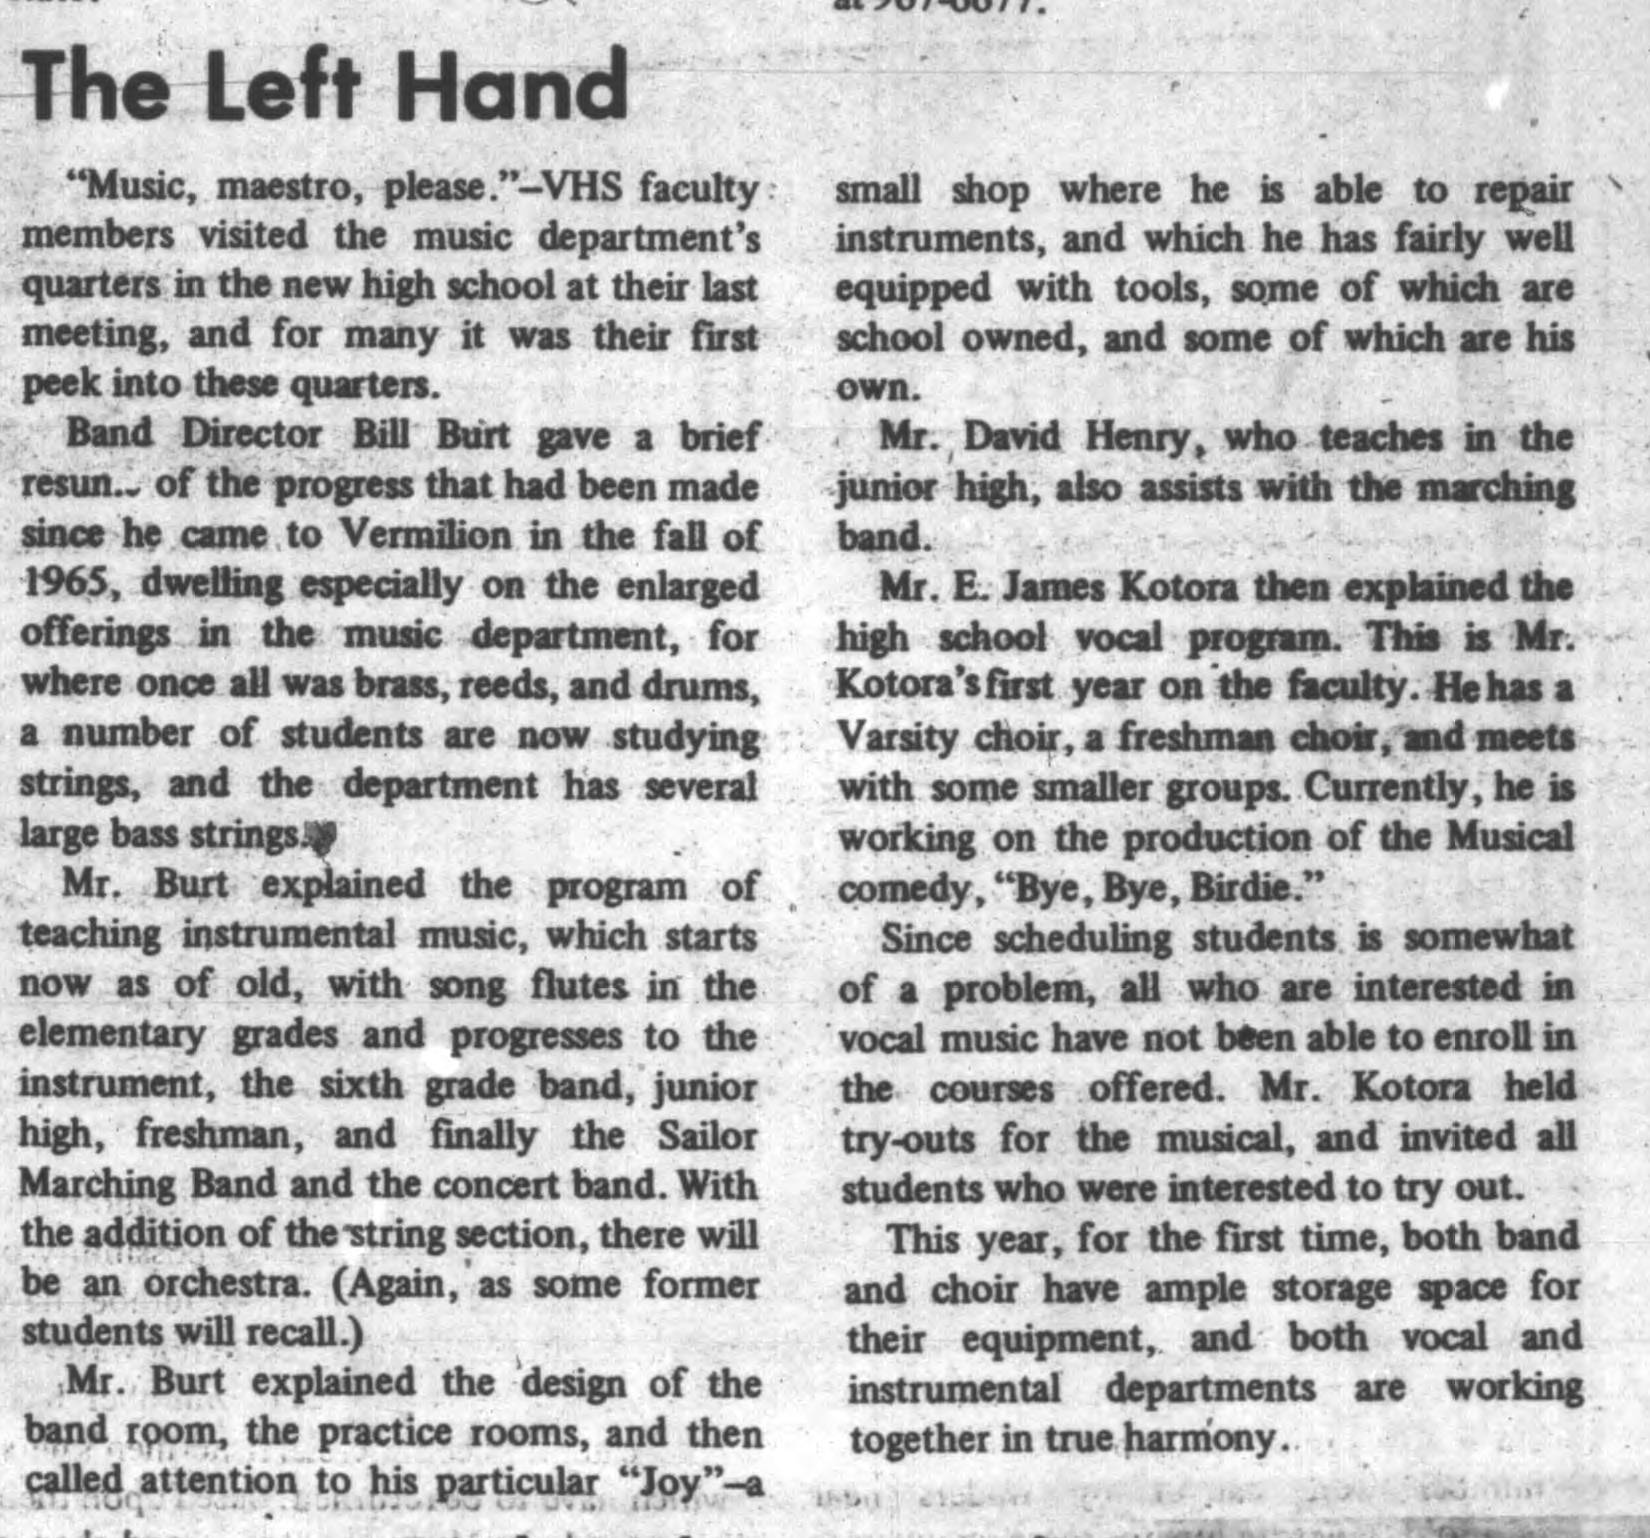 The Left Hand
"Music, maestro, please."–VHS faculty
members visited the music department's
quarters in the new high school at their last
meeting, and for many it was their first
peek into these quarters.
Band Director Bill Burt gave a brief
of the progress that had been made
since he came to Vermilion in the fall of
1965, dwelling especially on the enlarged
offerings in the music department, for
where once all was brass, reeds, and drums,
a number of students are now studying
strings, and the department has several
large bass strings.
Mr. Burt explained the program of
teaching instrumental music, which starts
now as of old, with song flutes in the
elementary grades and progresses to the
instrument, the sixth grade band, junior
high, freshman, and finally the Sailor
Marching Band and the concert band. With
the addition of the string section, there will
be an orchestra. (Again, as some former
students will recall.)
Mr. Burt explained the design of the
band room, the practice rooms, and then
called attention to his particular "Joy"–a
small shop where he is able to repair
instruments, and which he has fairly well
equipped with tools, some of which are
school owned, and some of which are his
own.
Mr. David Henry, who teaches in the
junior high, also assists with the marching
band.
Mr. E. James Kotora then explained the
high school vocal program. This is Mr.
Kotora's first year on the faculty. He has a
Varsity choir, a freshman choir, and meets
with some smaller groups. Currently, he is
working on the production of the Musical
comedy, "Bye, Bye, Birdie."
Since scheduling students is somewhat
of a problem, all who are interested in
vocal music have not been able to enroll in
the courses offered. Mr. Kotora held
try-outs for the musical, and invited all
students who were interested to try out.
This year, for the first time, both band
and choir have ample storage space for
their equipment, and both vocal and
instrumental departments are working
together in true harmony.